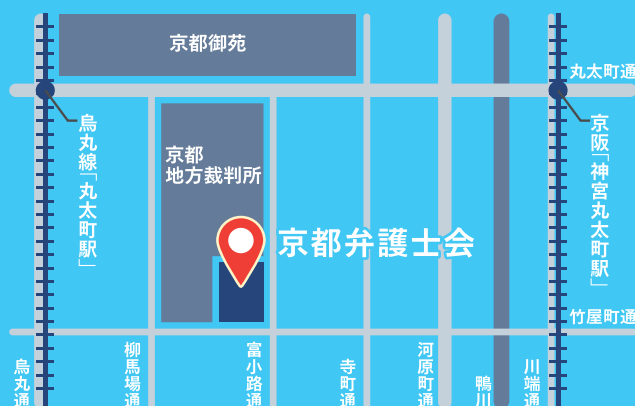 京都御苑
丸太町通
烏丸線「丸太町駅」
京都
地方裁判所
京阪「神宮丸太町駅」
京都弁護士会
竹屋町通
烏丸通
柳馬場通
富小路通
寺町通
河原町通
鴨川
川端通